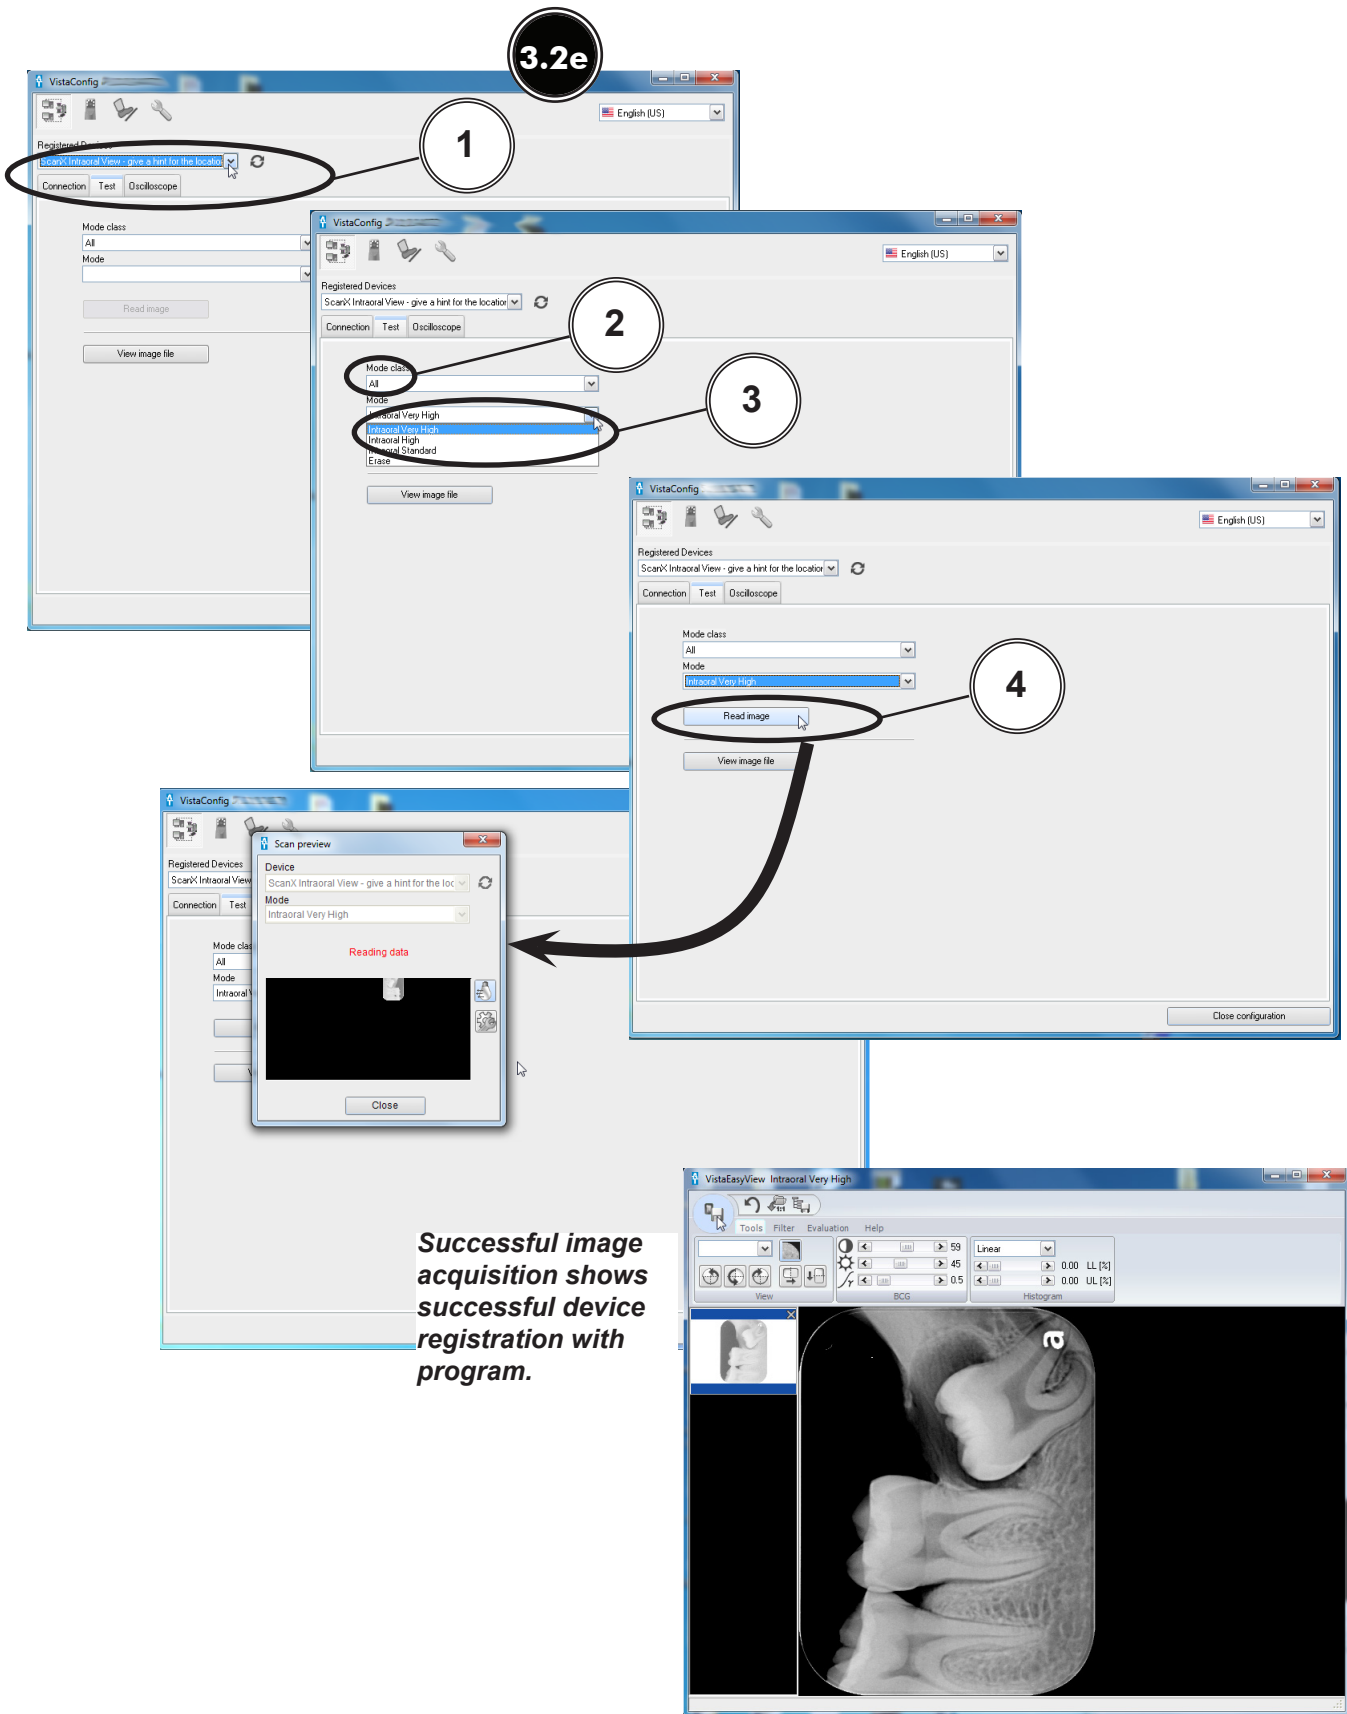 3.2e
VistaConfig
English (US)
Registered Devices
ScanX Intraoral View - give a hint for the location
Connection Test Oscilloscope
1
Mode class
All
Mode
Read image
View image file
VistaConfig
English (US)
Registered Devices
ScanX Intraoral View - give a hint for the location
Connection Test Oscilloscope
2
Mode class
All
Mode
Intraoral Very High
Intraoral Very High
Intraoral High
Intraoral Standard
Erase
3
View image file
VistaConfig
English (US)
Registered Devices
ScanX Intraoral View - give a hint for the location
Connection Test Oscilloscope
Mode class
All
Mode
Intraoral Very High
Read image
4
View image file
Close configuration
VistaConfig
Registered Devices
ScanX Intraoral View
Connection Test
Mode clas
All
Mode
Intraoral V
Scan preview
Device
ScanX Intraoral View - give a hint for the loc
Mode
Intraoral Very High
Reading data
Close
Successful image
acquisition shows
successful device
registration with
program.
VistaEasyView Intraoral Very High
1:1
Tools Filter Evaluation Help
59
45
0.5
Linear
0.00 LL [%]
0.00 UL [%]
View BCG Histogram
a